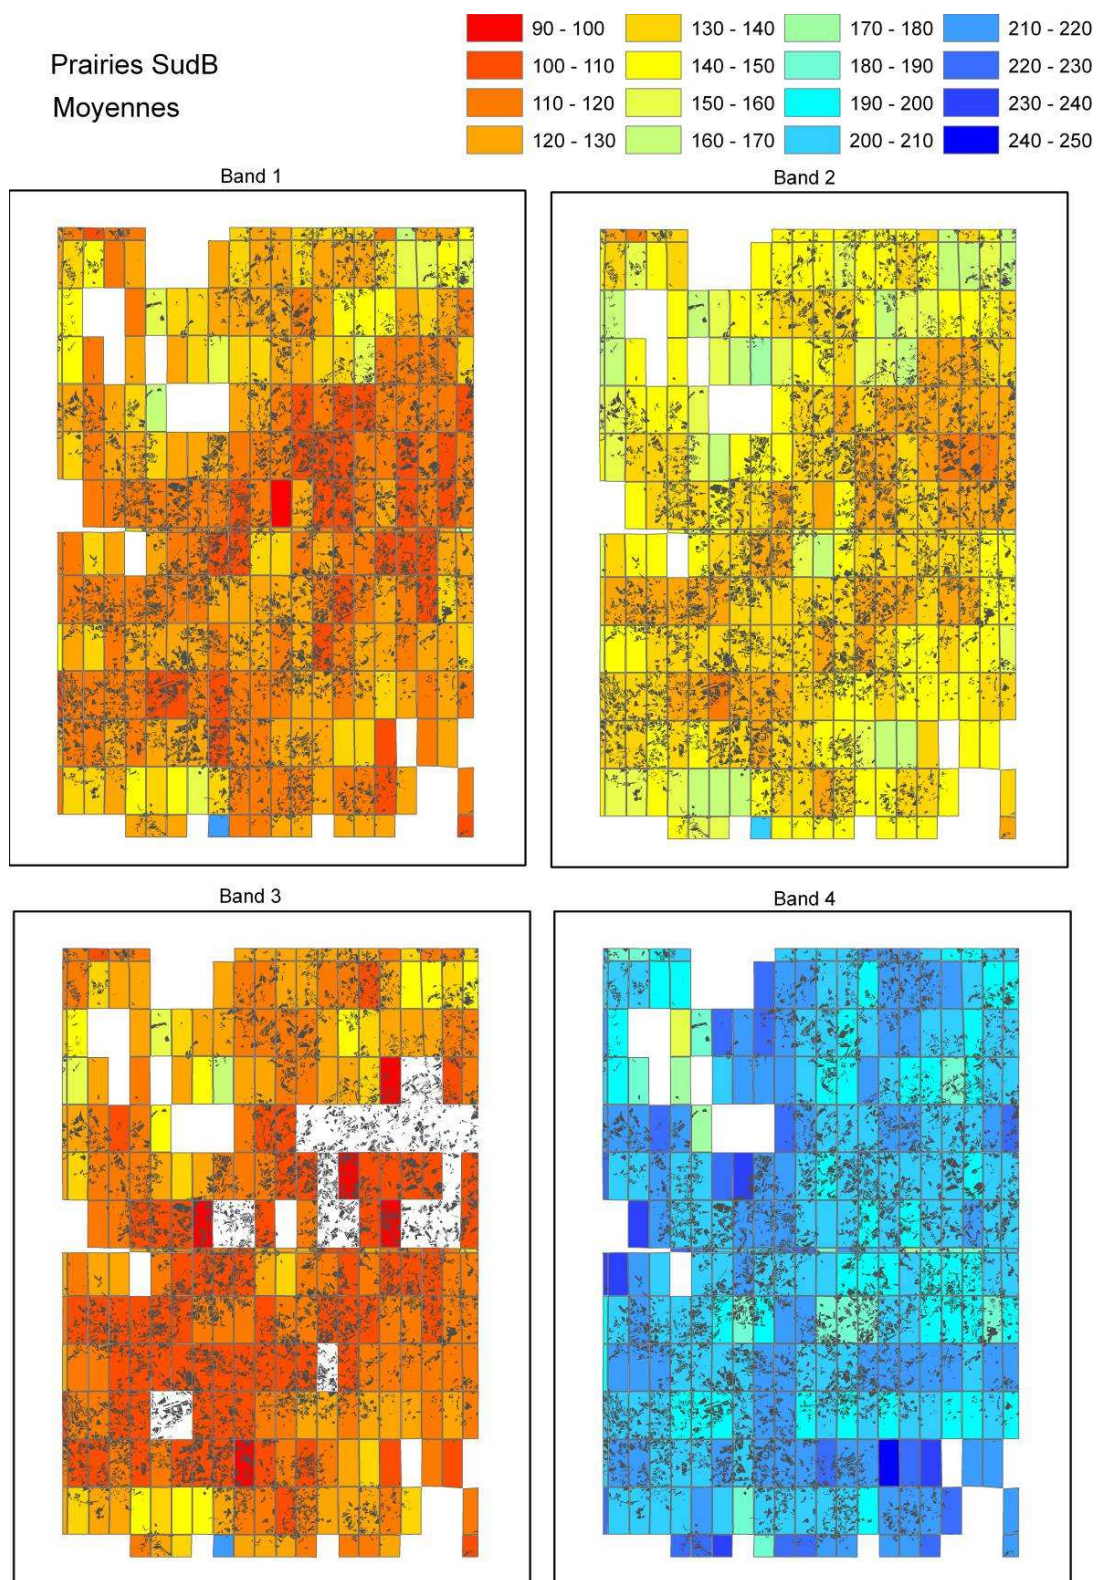 Prairies SudB
Moyennes
90 - 100
130 - 140
170 - 180
210 - 220
100 - 110
140 - 150
180 - 190
220 - 230
110 - 120
150 - 160
190 - 200
230 - 240
120 - 130
160 - 170
200 - 210
240 - 250
Band 1
Band 2
Band 3
Band 4